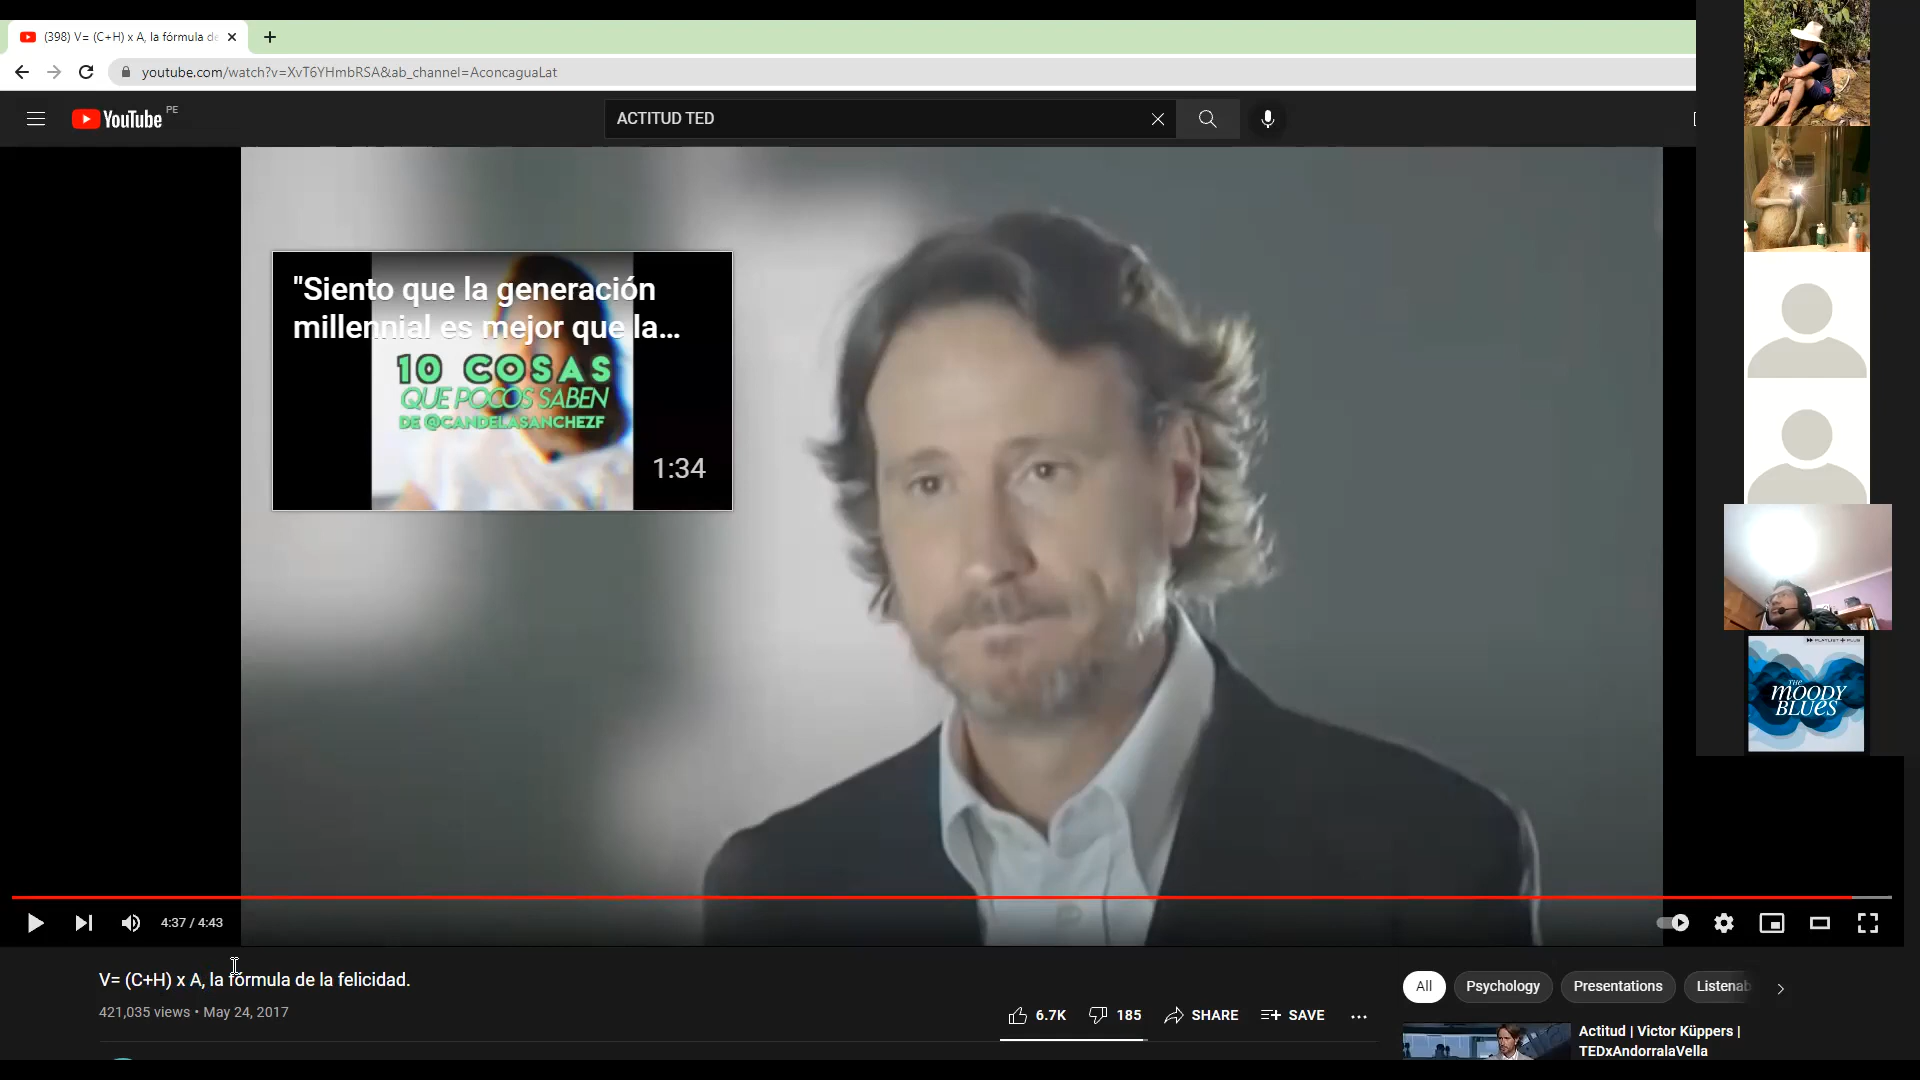 (398) V= (C+H) x A, la fórmula de
youtube.com/watch?v=XvT6YHmbRSA&ab_channel=AconcaguaLat
YouTube PE
ACTITUD TED
"Siento que la generación
millennial es mejor que la...
10 COSAS
QUE POCOS SABEN
DE @CANDELASANCHEZF
1:34
PLAYLIST PLUS
THE
MOODY
BLUES
4:37 / 4:43
V= (C+H) x A, la fórmula de la felicidad.
421,035 views • May 24, 2017
6.7K
185
SHARE
SAVE
All
Psychology
Presentations
Listenab
Actitud | Victor Küppers |
TEDxAndorralaVella